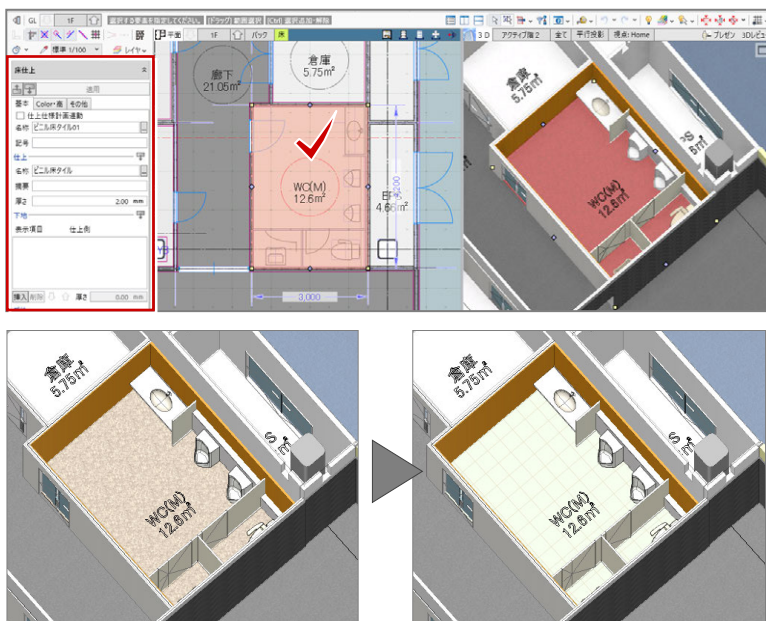 GL 1F 選択する要素を指定してください。 [ドラッグ]:範囲選択 [Ctrl]:選択追加・解除
標準 1/100 レイヤ
平面 1F バック 床
3 D アクティブ階2 全て 平行投影 視点: Home プレゼン 3Dレビュ
床仕上
適用
基本 Color・他 その他
仕上仕様計画連動
名称 ビニル床タイル01
記号
仕上
名称 ビニル床タイル
摘要
厚さ 2.00 mm
下地
表示項目 仕上側
挿入 削除 厚さ 0.00 mm
廊下
21.05㎡
倉庫
5.75㎡
WC(M)
12.6㎡
3,000
倉庫
5.75㎡
WC(M)
12.6㎡
倉庫
5.75㎡
WC(M)
12.6㎡
倉庫
5.75㎡
WC(M)
12.6㎡